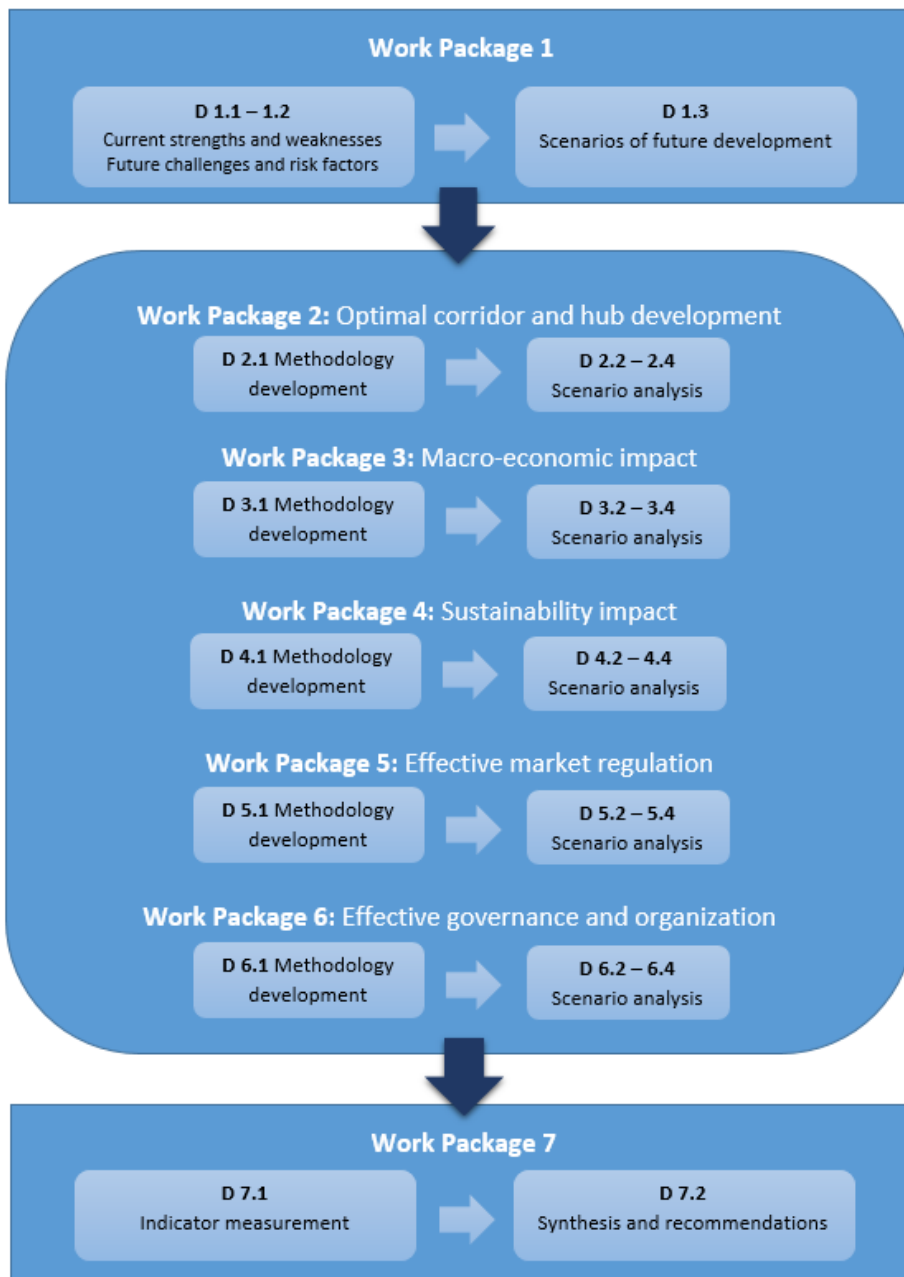 Work Package 1
D 1.1 – 1.2
Current strengths and weaknesses
Future challenges and risk factors
D 1.3
Scenarios of future development
Work Package 2: Optimal corridor and hub development
D 2.1 Methodology
development
D 2.2 – 2.4
Scenario analysis
Work Package 3: Macro-economic impact
D 3.1 Methodology
development
D 3.2 – 3.4
Scenario analysis
Work Package 4: Sustainability impact
D 4.1 Methodology
development
D 4.2 – 4.4
Scenario analysis
Work Package 5: Effective market regulation
D 5.1 Methodology
development
D 5.2 – 5.4
Scenario analysis
Work Package 6: Effective governance and organization
D 6.1 Methodology
development
D 6.2 – 6.4
Scenario analysis
Work Package 7
D 7.1
Indicator measurement
D 7.2
Synthesis and recommendations